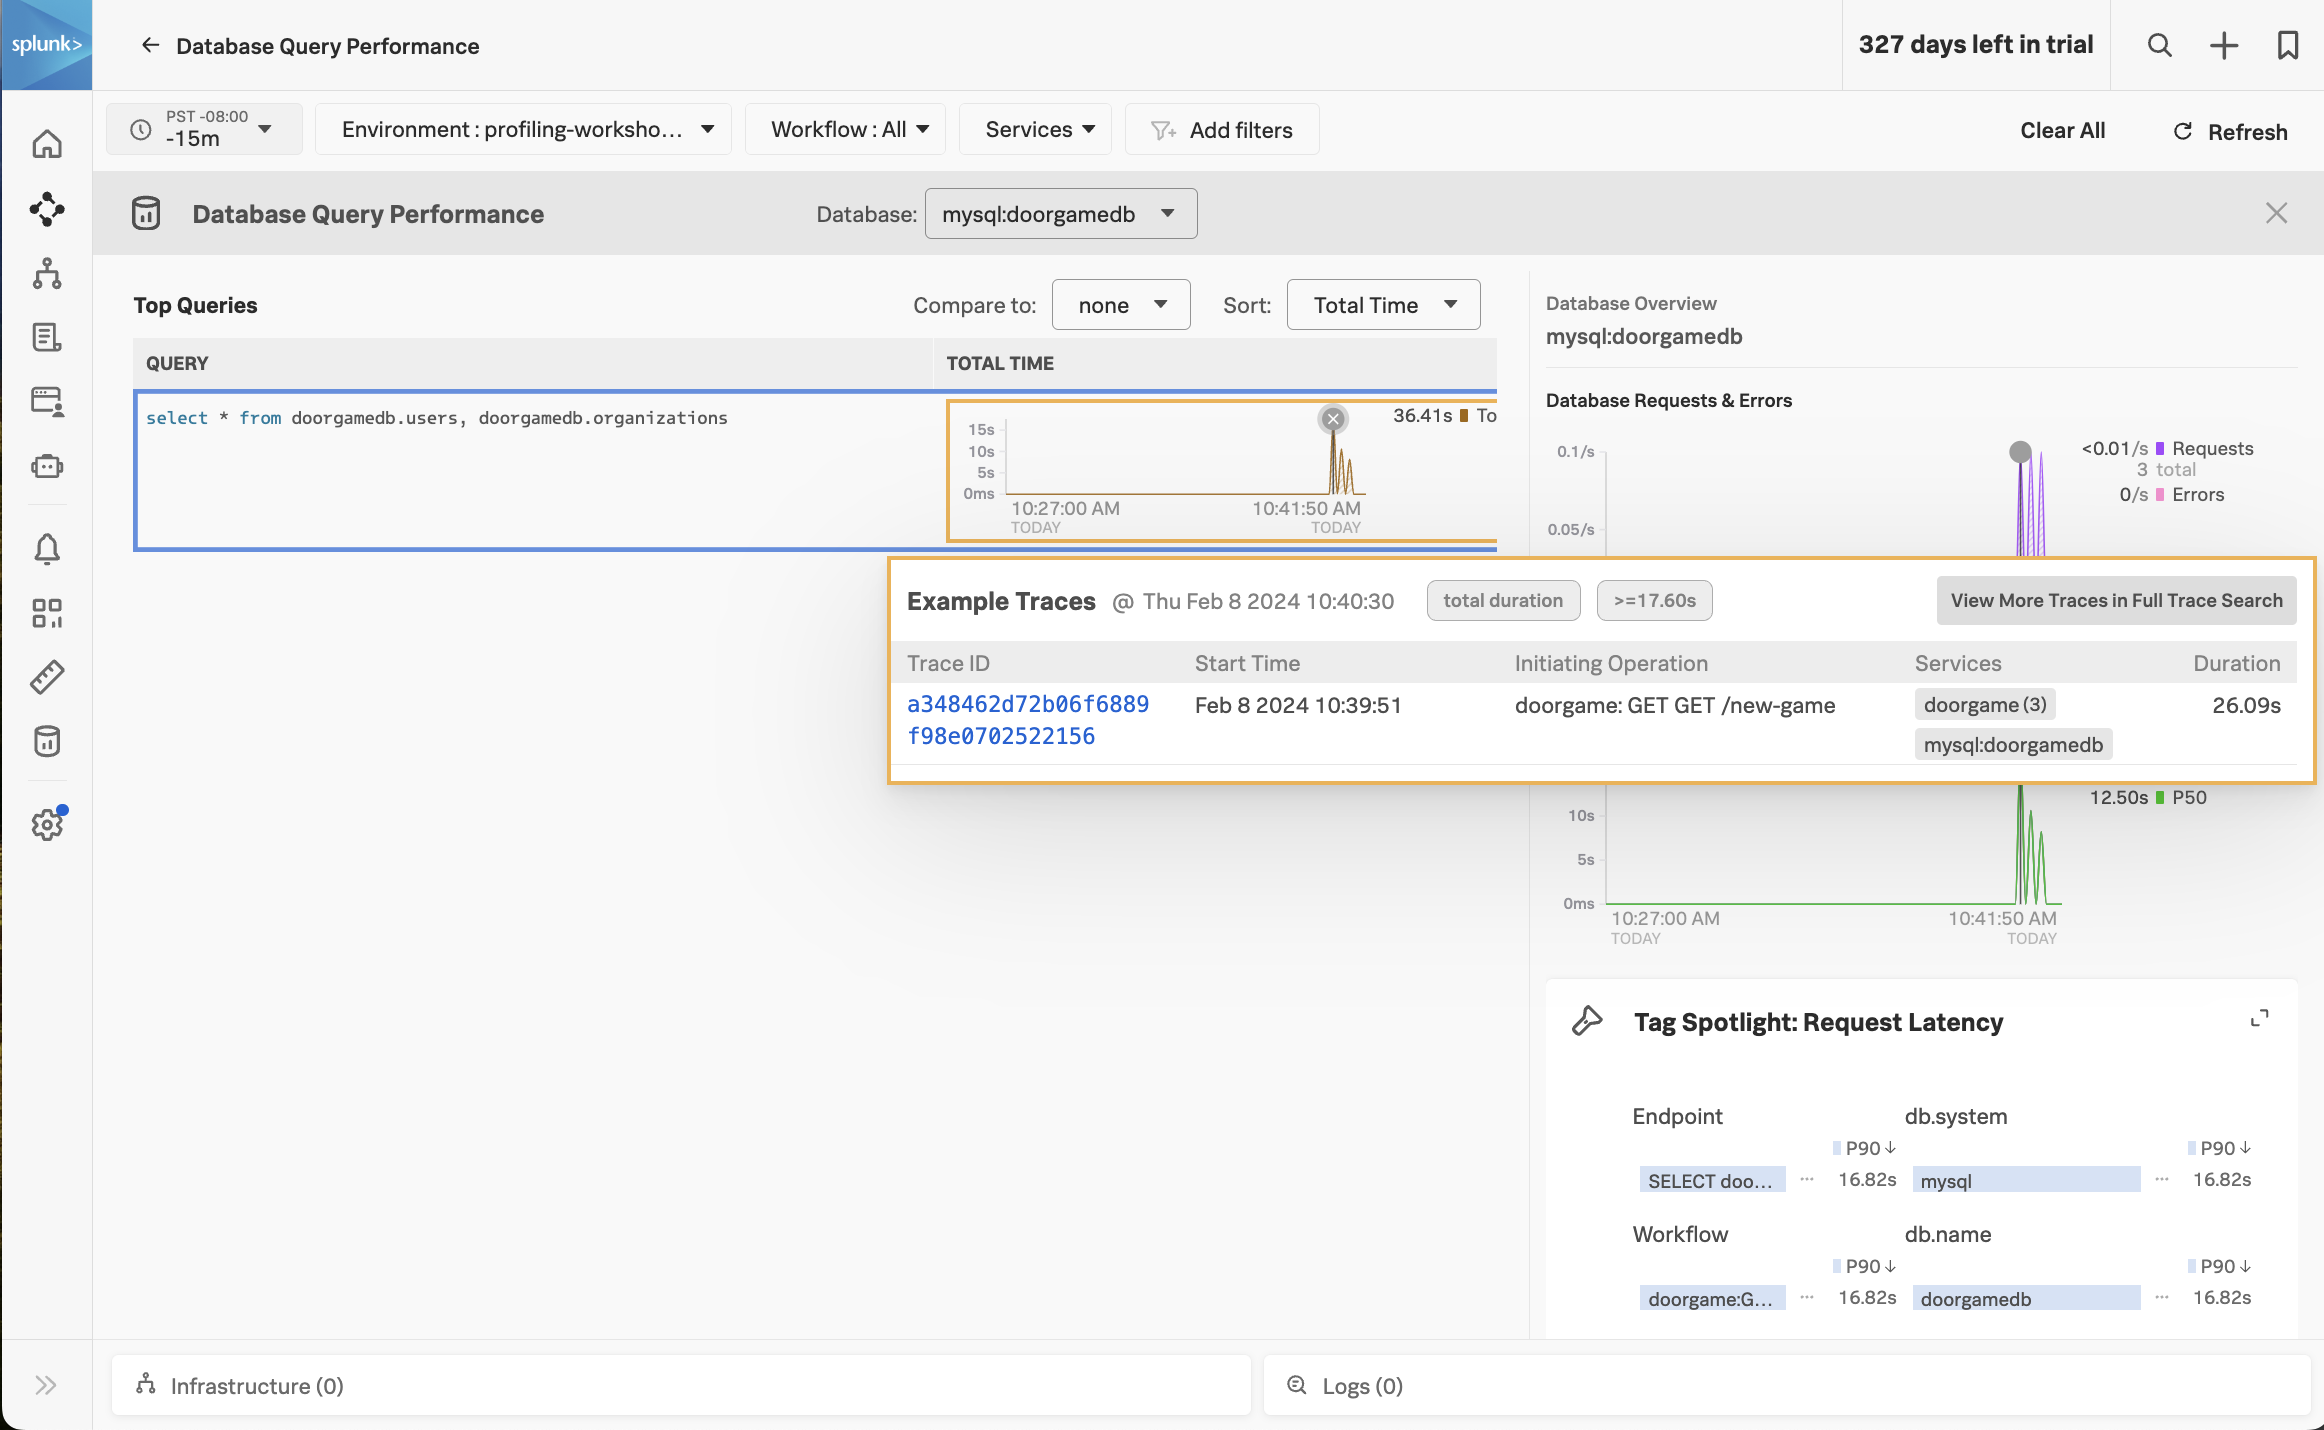 splunk>
Database Query Performance
327 days left in trial
PST -08:00
-15m
Environment : profiling-worksho...
Workflow : All
Services
Add filters
Clear All
Refresh
Database Query Performance
Database:
mysql:doorgamedb
Top Queries
Compare to:
none
Sort:
Total Time
QUERY
TOTAL TIME
select * from doorgamedb.users, doorgamedb.organizations
15s
10s
5s
0ms
10:27:00 AM
TODAY
10:41:50 AM
TODAY
36.41s To
Database Overview
mysql:doorgamedb
Database Requests & Errors
0.1/s
0.05/s
<0.01/s Requests
3 total
0/s Errors
Example Traces @ Thu Feb 8 2024 10:40:30
total duration
>=17.60s
View More Traces in Full Trace Search
Trace ID
Start Time
Initiating Operation
Services
Duration
a348462d72b06f6889
f98e0702522156
Feb 8 2024 10:39:51
doorgame: GET GET /new-game
doorgame (3)
mysql:doorgamedb
26.09s
12.50s P50
10s
5s
0ms
10:27:00 AM
TODAY
10:41:50 AM
TODAY
Tag Spotlight: Request Latency
Endpoint
P90
SELECT doo... ... 16.82s
db.system
P90
mysql ... 16.82s
Workflow
P90
doorgame:G... ... 16.82s
db.name
P90
doorgamedb ... 16.82s
Infrastructure (0)
Logs (0)